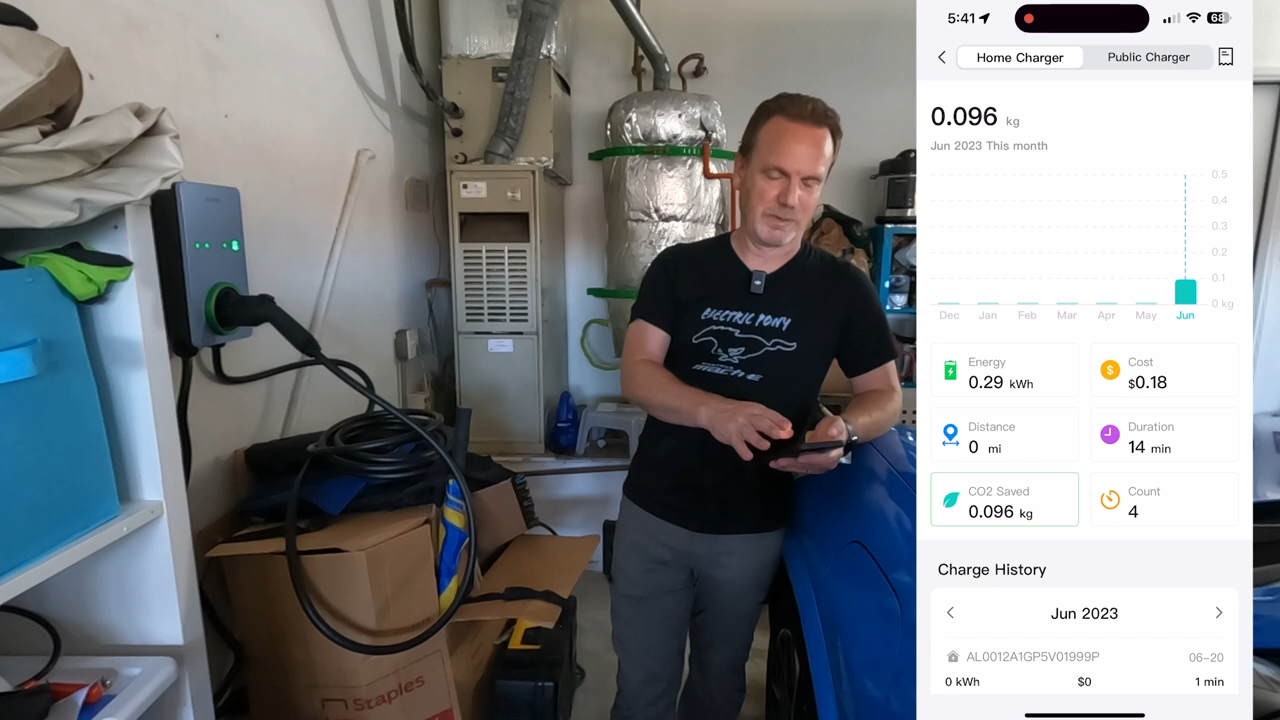 5:41
68
Home Charger
Public Charger
0.096 kg
Jun 2023 This month
0.5
0.4
0.3
0.2
0.1
0 kg
Dec Jan Feb Mar Apr May Jun
Energy
0.29 kWh
Cost
$0.18
Distance
0 mi
Duration
14 min
CO2 Saved
0.096 kg
Count
4
Charge History
Jun 2023
AL0012A1GP5V01999P
06-20
0 kWh
$0
1 min
ELECTRIC PONY
Staples